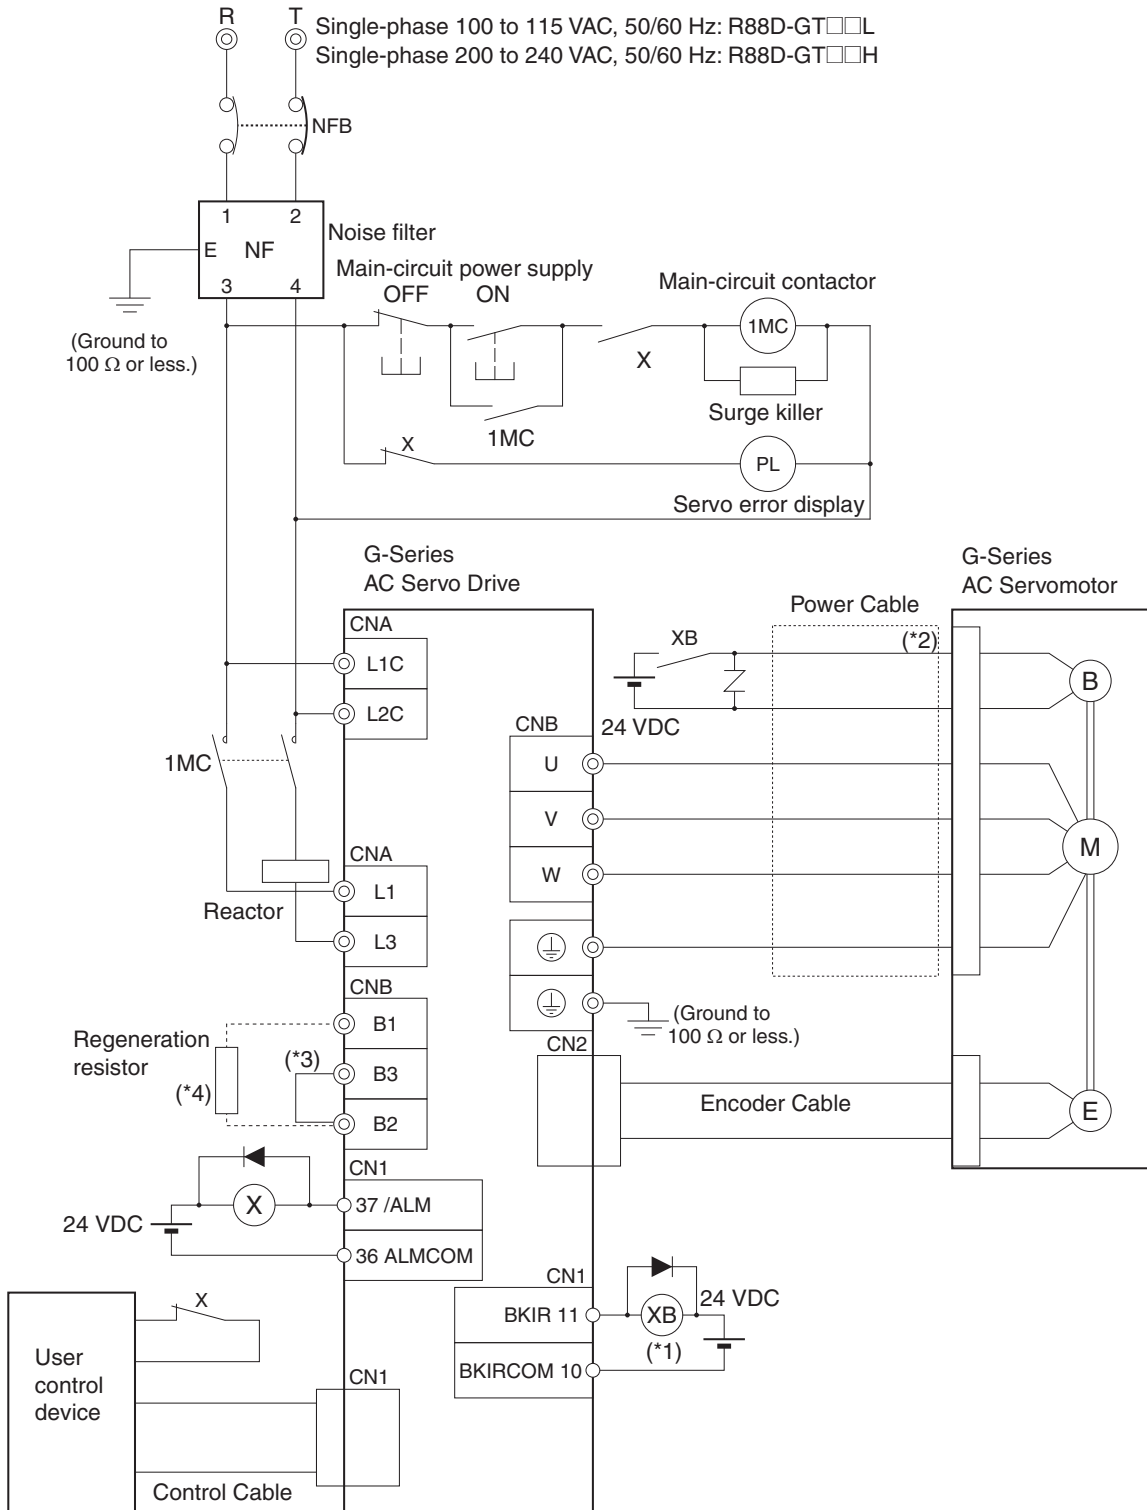 R
T
Single-phase 100 to 115 VAC, 50/60 Hz: R88D-GT□□L
Single-phase 200 to 240 VAC, 50/60 Hz: R88D-GT□□H
NFB
1
2
E
NF
3
4
Noise filter
(Ground to
100 Ω or less.)
Main-circuit power supply
OFF
ON
Main-circuit contactor
1MC
X
Surge killer
1MC
X
PL
Servo error display
G-Series
AC Servo Drive
G-Series
AC Servomotor
CNA
L1C
L2C
1MC
CNA
L1
L3
Reactor
CNB
B1
B3
B2
Regeneration
resistor
(*3)
(*4)
CN1
37 /ALM
36 ALMCOM
X
24 VDC
XB
24 VDC
Power Cable
(*2)
B
CNB
U
V
W
M
(Ground to
100 Ω or less.)
CN2
Encoder Cable
E
CN1
BKIR 11
BKIRCOM 10
XB
(*1)
24 VDC
User
control
device
X
CN1
Control Cable